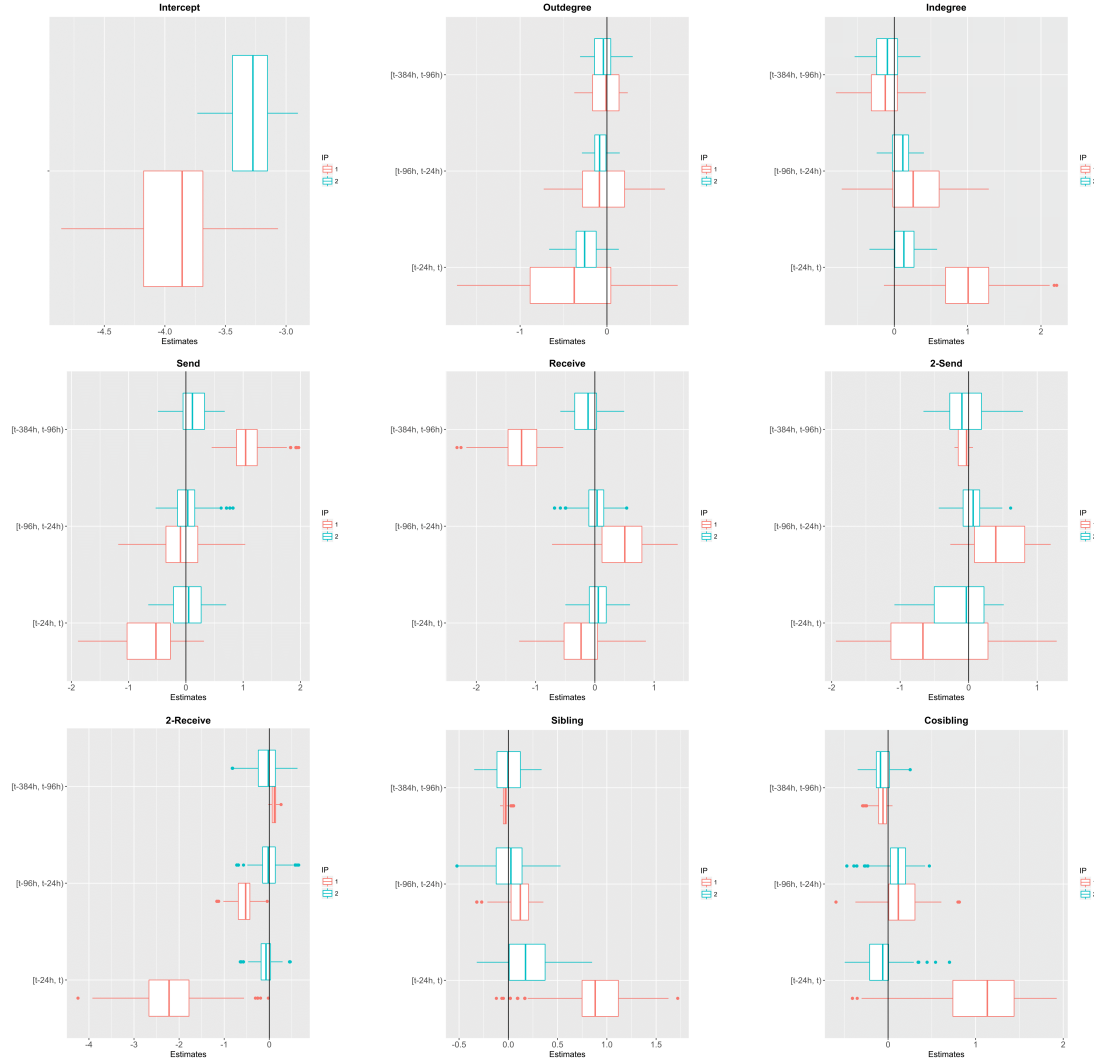 Intercept
IP
1
2
-4.5 -4.0 -3.5 -3.0
Estimates
Outdegree
[t-384h, t-96h)
[t-96h, t-24h)
[t-24h, t)
IP
1
2
-1 0
Estimates
Indegree
[t-384h, t-96h)
[t-96h, t-24h)
[t-24h, t)
IP
0 1 2
Estimates
Send
[t-384h, t-96h)
[t-96h, t-24h)
[t-24h, t)
IP
1
2
-2 -1 0 1 2
Estimates
Receive
[t-384h, t-96h)
[t-96h, t-24h)
[t-24h, t)
IP
1
2
-2 -1 0 1
Estimates
2-Send
[t-384h, t-96h)
[t-96h, t-24h)
[t-24h, t)
IP
-2 -1 0 1
Estimates
2-Receive
[t-384h, t-96h)
[t-96h, t-24h)
[t-24h, t)
IP
1
2
-4 -3 -2 -1 0
Estimates
Sibling
[t-384h, t-96h)
[t-96h, t-24h)
[t-24h, t)
IP
1
2
-0.5 0.0 0.5 1.0 1.5
Estimates
Cosibling
[t-384h, t-96h)
[t-96h, t-24h)
[t-24h, t)
IP
0 1 2
Estimates